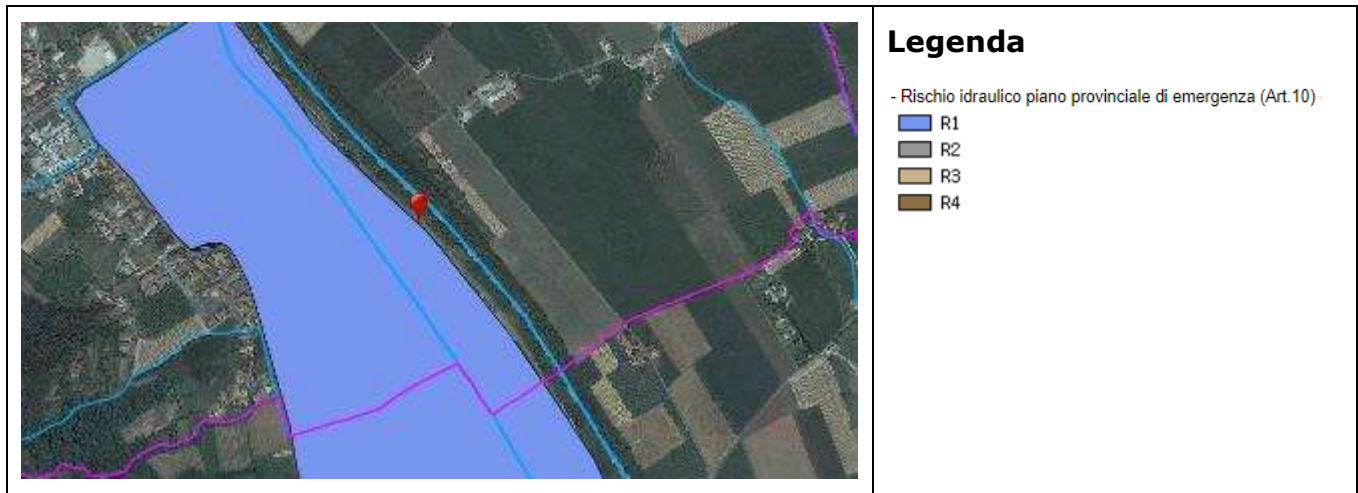 Legenda
- Rischio idraulico piano provinciale di emergenza (Art.10) -
R1
R2
R3
R4